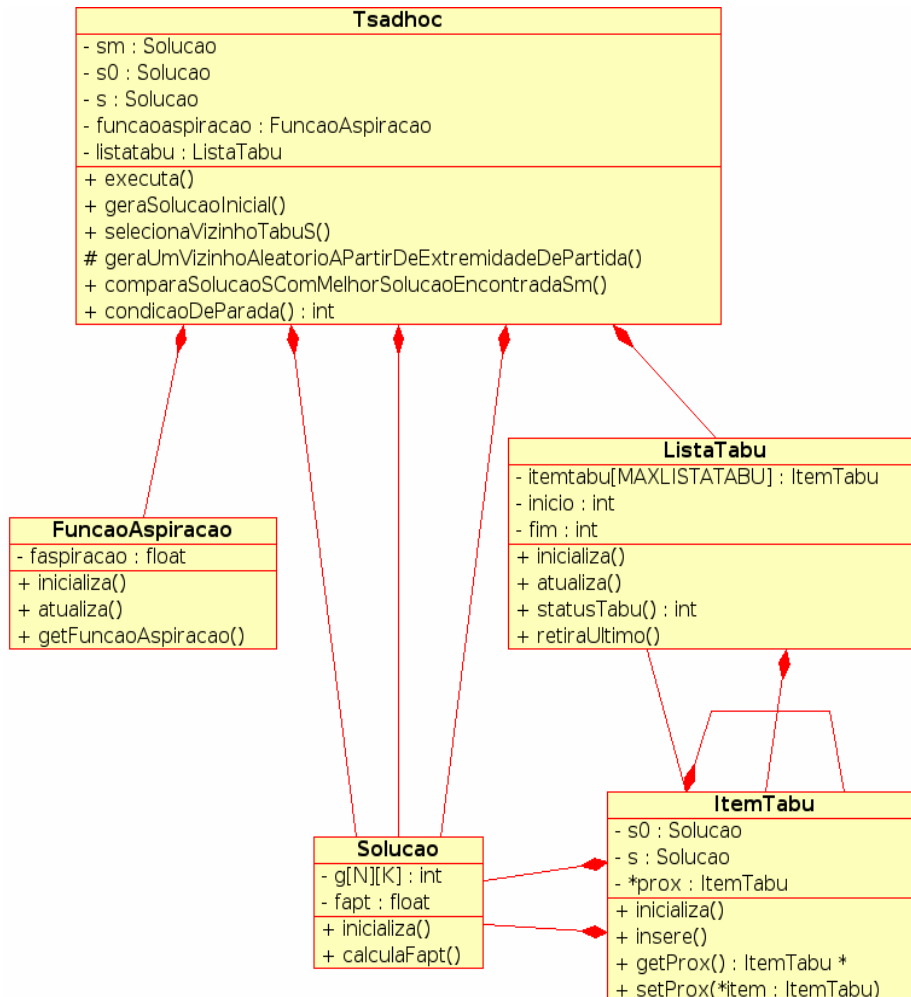 Tsadhoc
- sm : Solucao
- s0 : Solucao
- s : Solucao
- funcaoaspiracao : FuncaoAspiracao
- listatabu : ListaTabu
+ executa()
+ geraSolucaoInicial()
+ selecionaVizinhoTabuS()
# geraUmVizinhoAleatorioAPartirDeExtremidadeDePartida()
+ comparaSolucaoSComMelhorSolucaoEncontradaSm()
+ condicaoDeParada() : int
ListaTabu
- itemtabu[MAXLISTATABU] : ItemTabu
- inicio : int
- fim : int
+ inicializa()
+ atualiza()
+ statusTabu() : int
+ retiraUltimo()
FuncaoAspiracao
- faspiracao : float
+ inicializa()
+ atualiza()
+ getFuncaoAspiracao()
Solucao
- g[N][K] : int
- fapt : float
+ inicializa()
+ calculaFapt()
ItemTabu
- s0 : Solucao
- s : Solucao
- *prox : ItemTabu
+ inicializa()
+ insere()
+ getProx() : ItemTabu *
+ setProx(*item : ItemTabu)